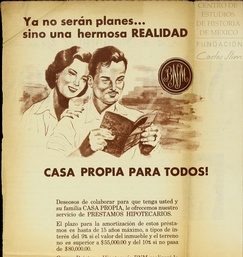 Ya no serán planes...
sino una hermosa REALIDAD
CENTRO DE
ESTUDIOS
DE HISTORIA
DE MEXICO
FUNDACIÓN
Carlos Slim
CASA PROPIA PARA TODOS!
Deseosos de colaborar para que tenga usted y
su familia CASA PROPIA, le ofrecemos nuestro
servicio de PRESTAMOS HIPOTECARIOS.
El plazo para la amortización de estos présta-
mos es hasta de 15 años máximo, a tipos de in-
terés del 9% si el valor del inmueble y el terreno
no es superior a $55,000.00 y del 10% si no pasa
de $80,000.00.